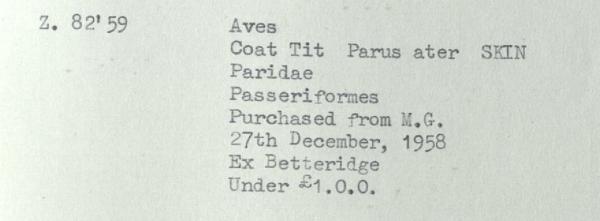 Z. 82'59 Aves
Coat Tit Parus ater SKIN
Paridae
Passeriformes
Purchased from M.G.
27th December, 1958
Ex Betteridge
Under £1.0.0.